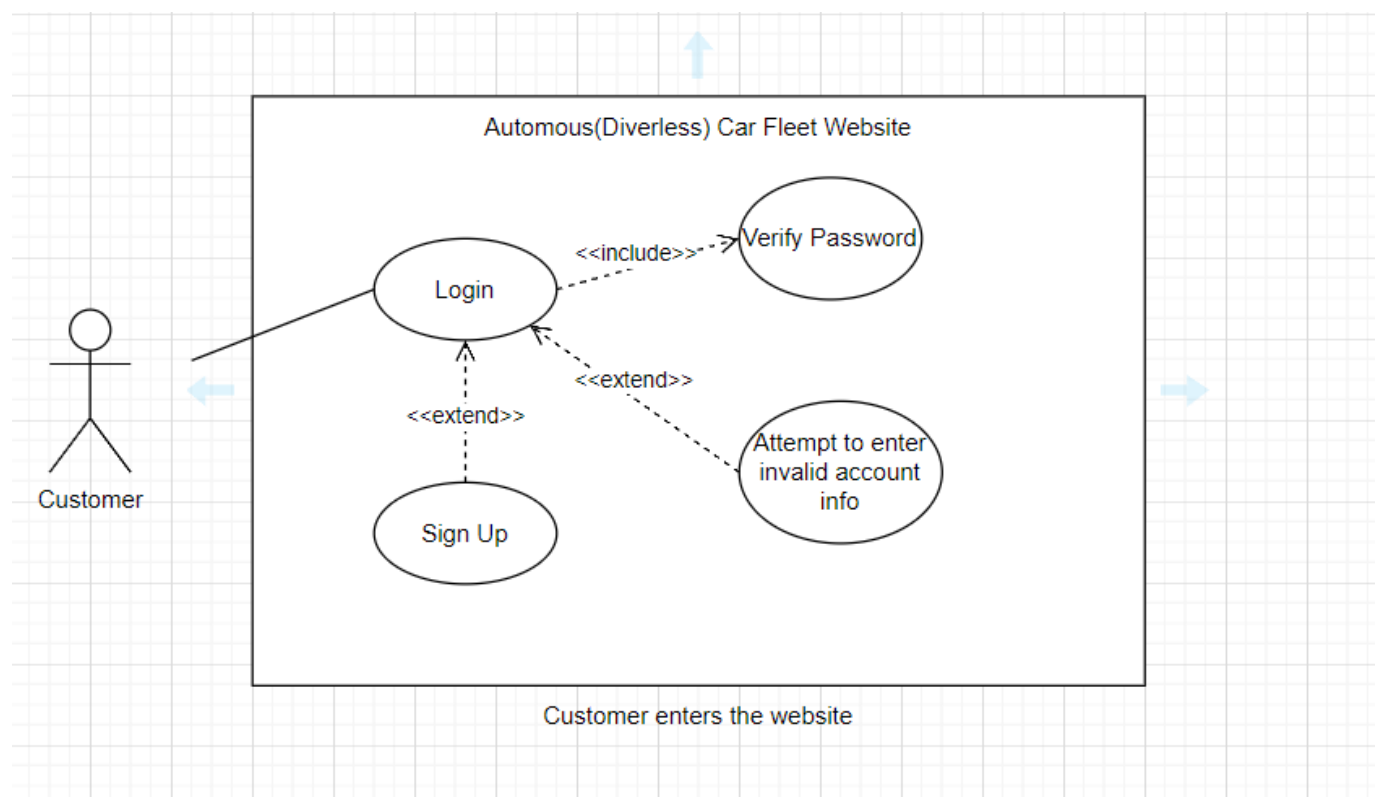 Automous(Diverless) Car Fleet Website
Verify Password
<<include>>
Login
<<extend>>
<<extend>>
Attempt to enter
invalid account
info
Customer
Sign Up
Customer enters the website